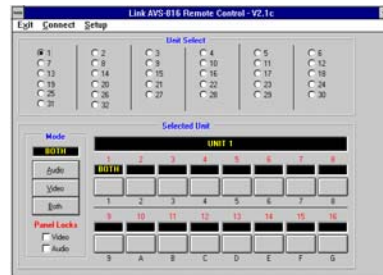 Link AVS-816 Remote Control - V2.1c
Exit Connect Setup
Unit Select
1 2 3 4 5 6
7 8 9 10 11 12
13 14 15 16 17 18
19 20 21 22 23 24
25 26 27 28 29 30
31 32
Mode
BOTH
Audio
Video
Both
Panel Locks
Video
Audio
Selected Unit
UNIT 1
1 2 3 4 5 6 7 8
BOTH
1 2 3 4 5 6 7 8
9 10 11 12 13 14 15 16
9 A B C D E F G